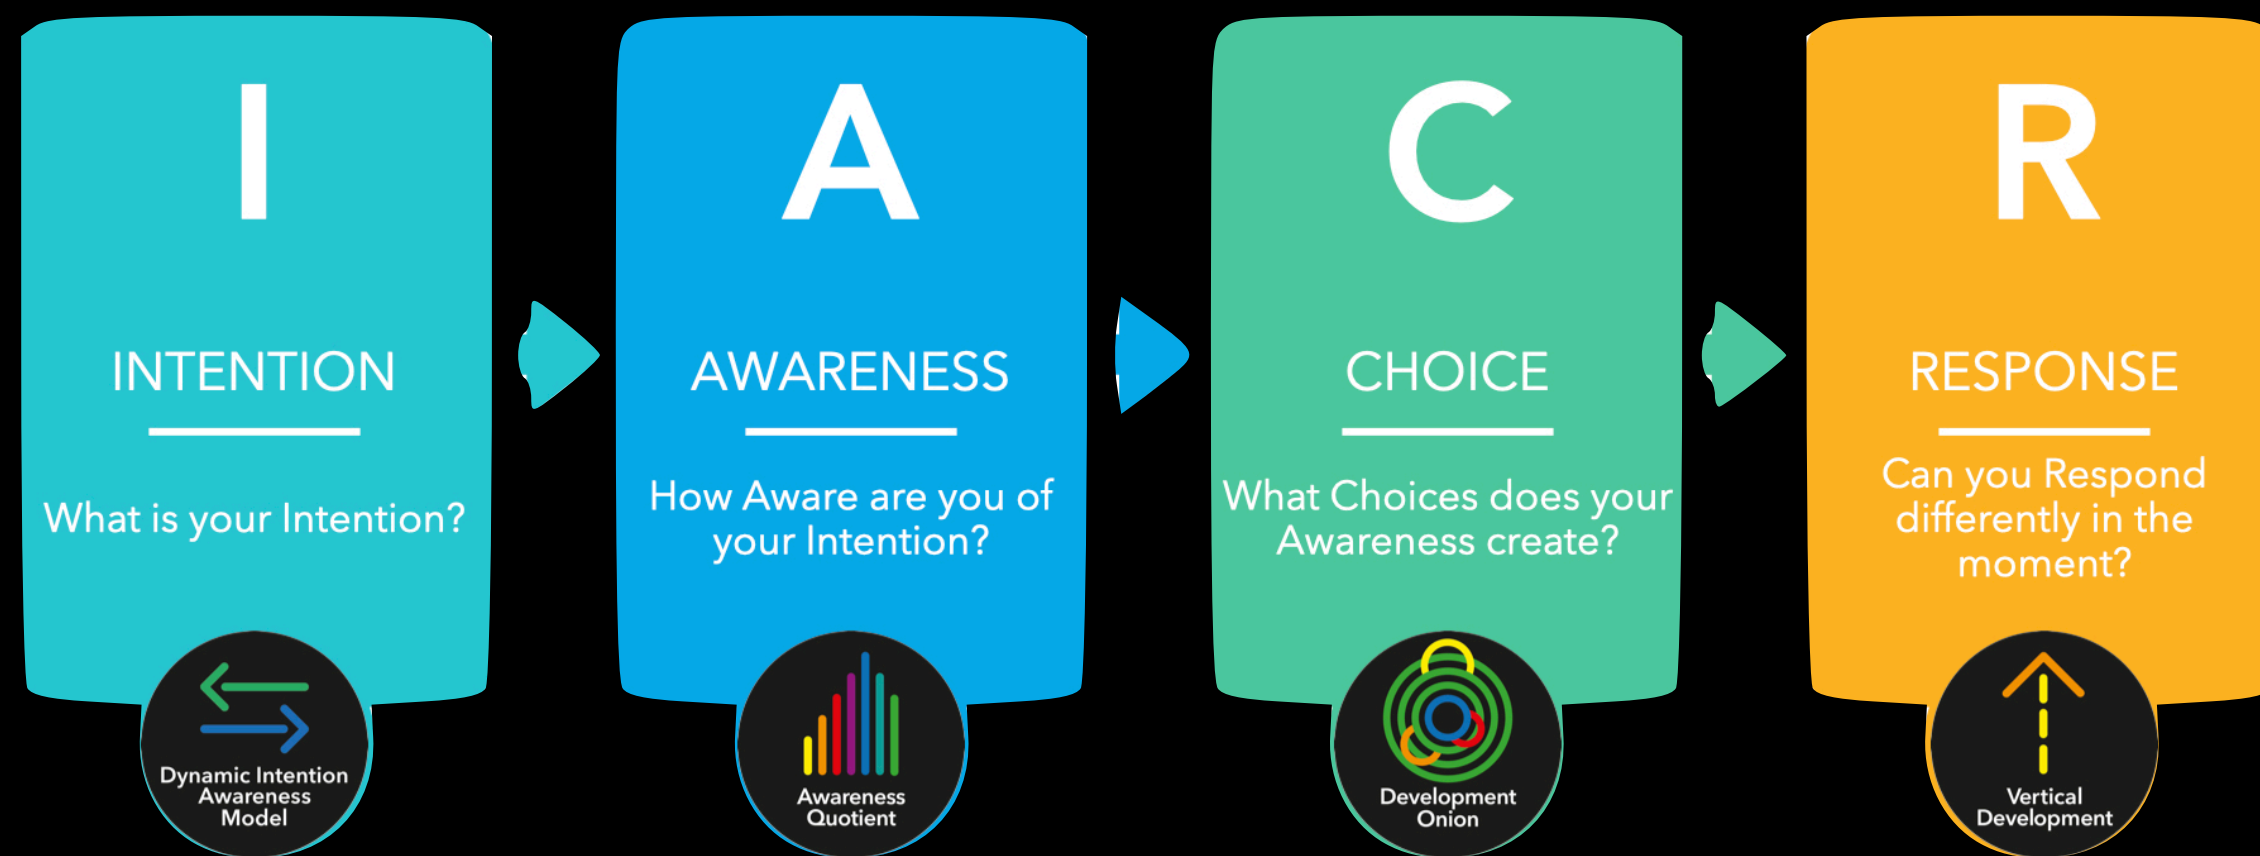 I
INTENTION
What is your Intention?
Dynamic Intention
Awareness
Model
A
AWARENESS
How Aware are you of
your Intention?
Awareness
Quotient
C
CHOICE
What Choices does your
Awareness create?
Development
Onion
R
RESPONSE
Can you Respond
differently in the
moment?
Vertical
Development